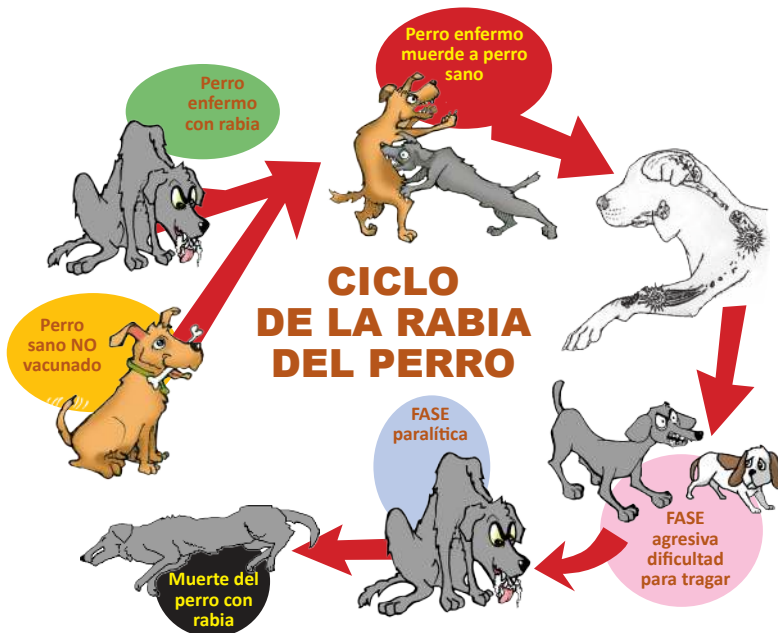 Perro enfermo
muerde a perro
sano
Perro
enfermo
con rabia
CICLO
DE LA RABIA
DEL PERRO
Perro
sano NO
vacunado
FASE
paralítica
FASE
agresiva
dificultad
para tragar
Muerte del
perro con
rabia